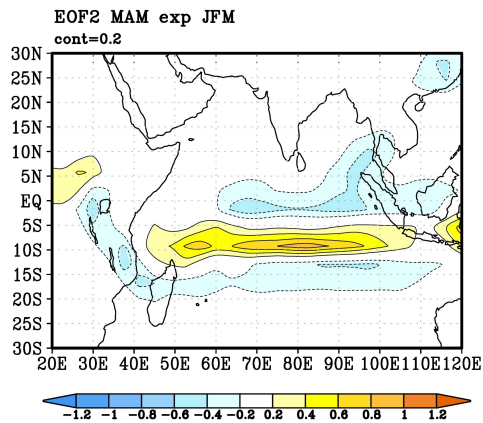 EOF2 MAM exp JFM
cont=0.2
30N
25N
20N
15N
10N
5N
EQ
5S
10S
15S
20S
25S
30S
20E 30E 40E 50E 60E 70E 80E 90E 100E 110E 120E
-1.2 -1 -0.8 -0.6 -0.4 -0.2 0.2 0.4 0.6 0.8 1 1.2